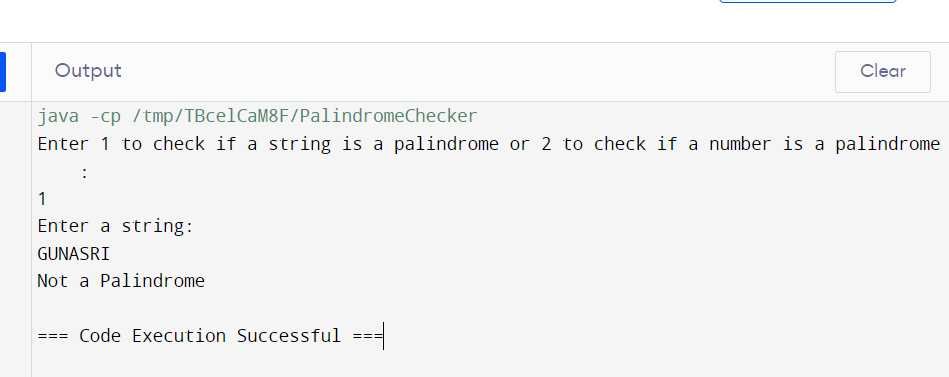 Output
Clear
java -cp /tmp/TBcelCaM8F/PalindromeChecker
Enter 1 to check if a string is a palindrome or 2 to check if a number is a palindrome
:
1
Enter a string:
GUNASRI
Not a Palindrome
=== Code Execution Successful ===